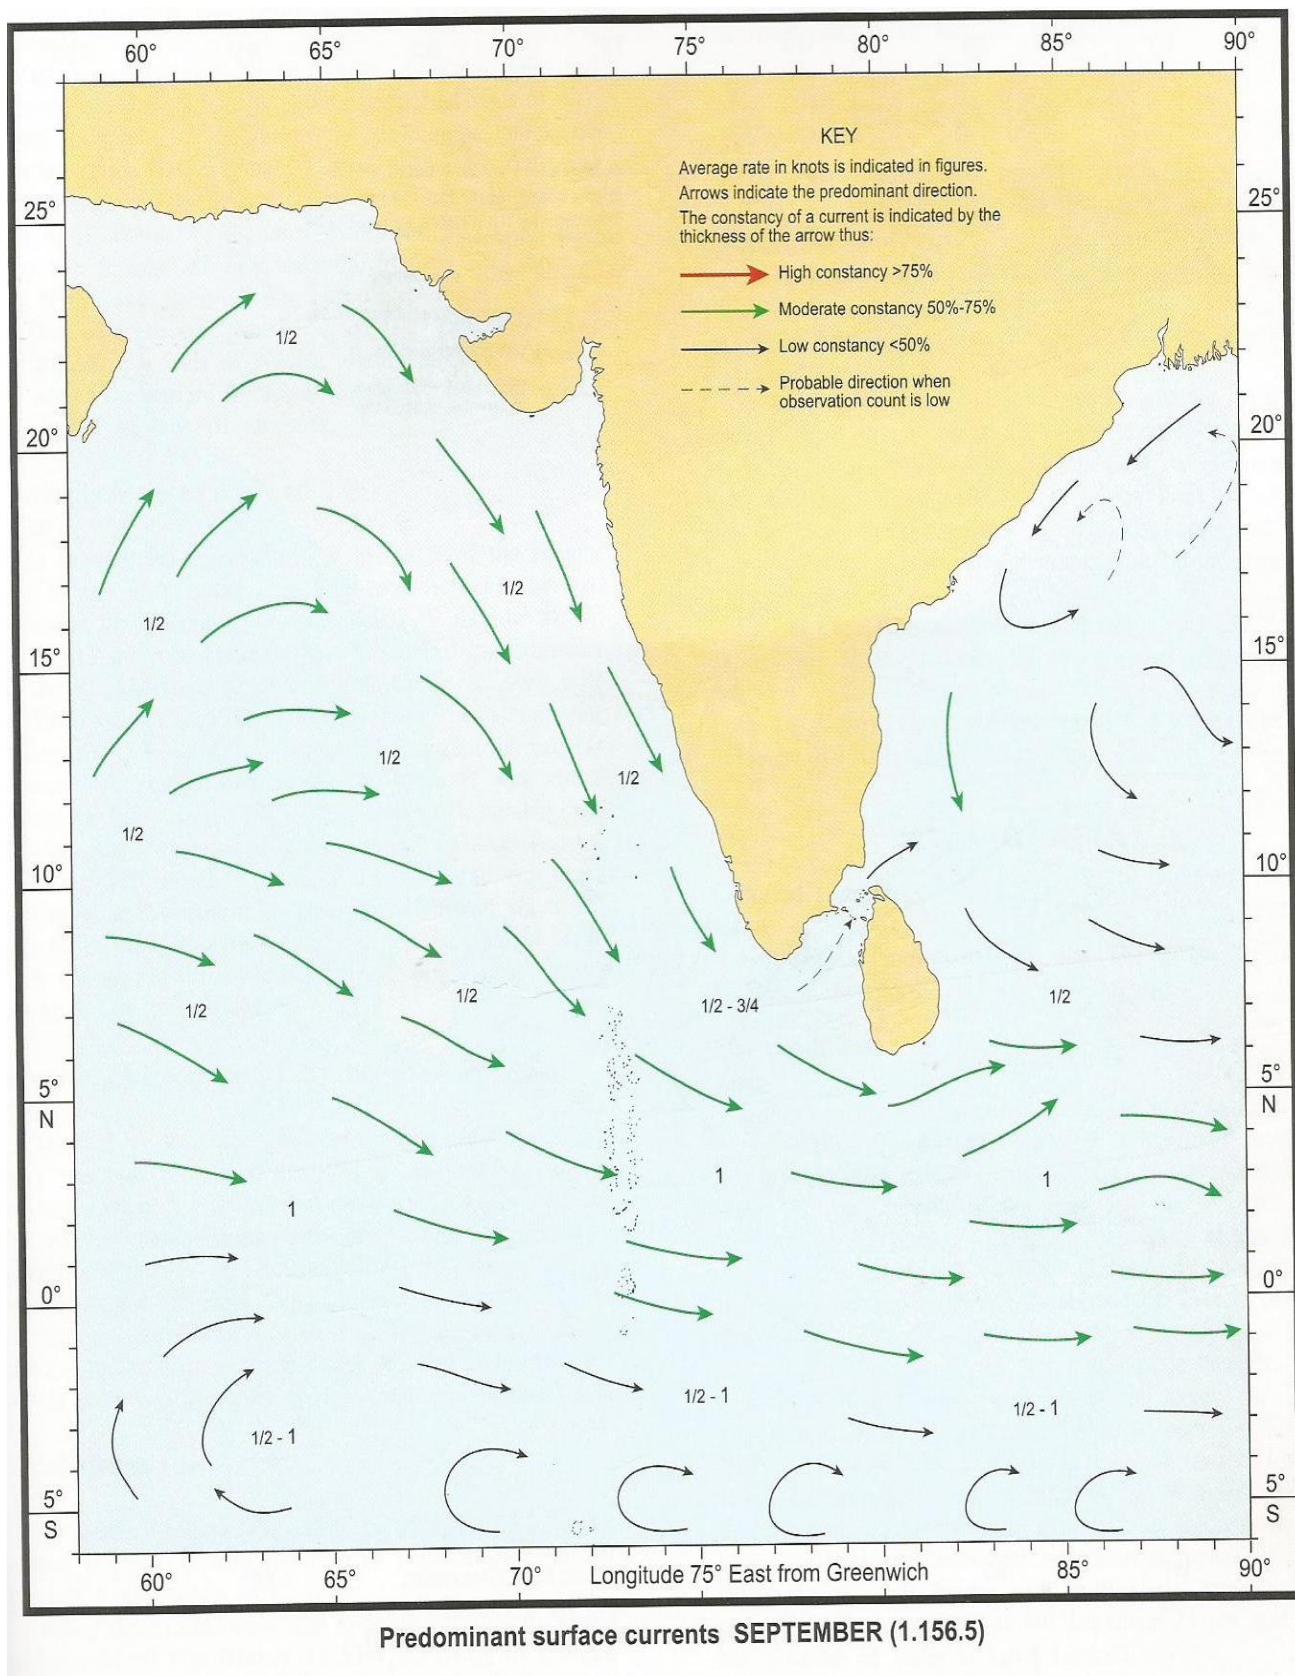 60° 65° 70° 75° 80° 85° 90°
KEY
Average rate in knots is indicated in figures.
Arrows indicate the predominant direction.
The constancy of a current is indicated by the
thickness of the arrow thus:
High constancy >75%
Moderate constancy 50%-75%
Low constancy <50%
Probable direction when
observation count is low
25° 25°
1/2
20° 20°
1/2
1/2
15° 15°
1/2
1/2
1/2
10° 10°
1/2
1/2
1/2 - 3/4
1/2
5° 5°
N N
1
1
1
0° 0°
1/2 - 1
1/2 - 1
1/2 - 1
5° 5°
S S
60° 65° 70° Longitude 75° East from Greenwich 85° 90°
Predominant surface currents SEPTEMBER (1.156.5)